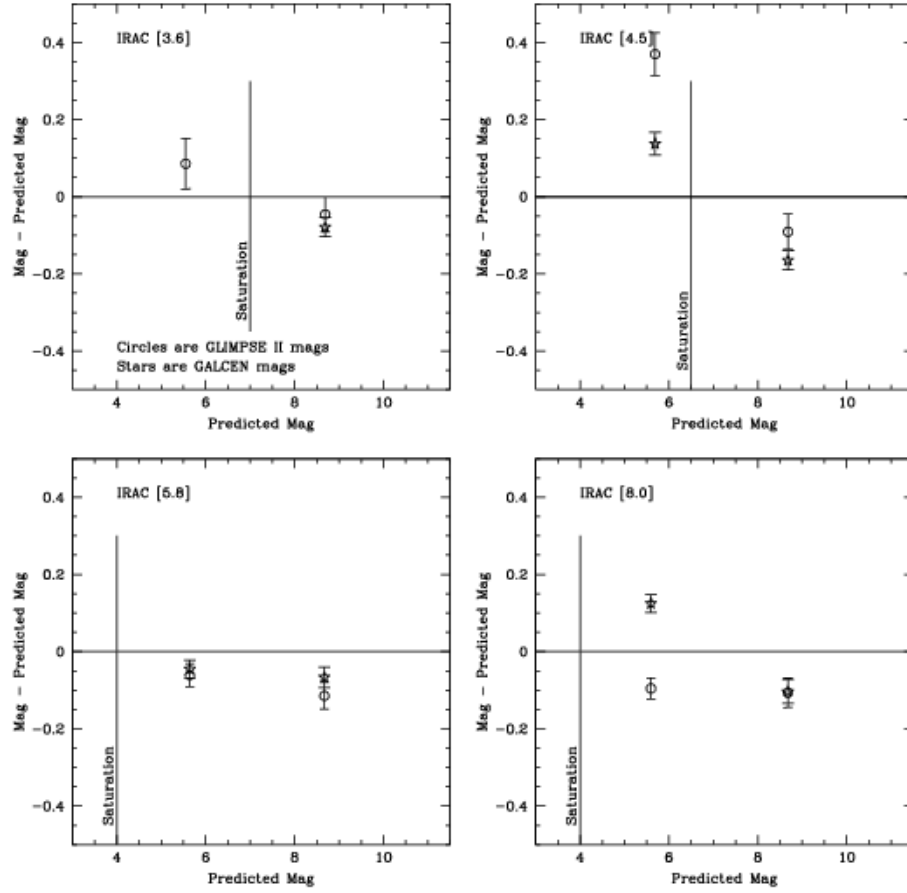 IRAC [3.6]
0.4
0.2
0
−0.2
−0.4
Mag − Predicted Mag
Saturation
Circles are GLIMPSE II mags
Stars are GALCEN mags
4 6 8 10
Predicted Mag
IRAC [4.5]
0.4
0.2
0
−0.2
−0.4
Mag − Predicted Mag
Saturation
4 6 8 10
Predicted Mag
IRAC [5.8]
0.4
0.2
0
−0.2
−0.4
Mag − Predicted Mag
Saturation
4 6 8 10
Predicted Mag
IRAC [8.0]
0.4
0.2
0
−0.2
−0.4
Mag − Predicted Mag
Saturation
4 6 8 10
Predicted Mag